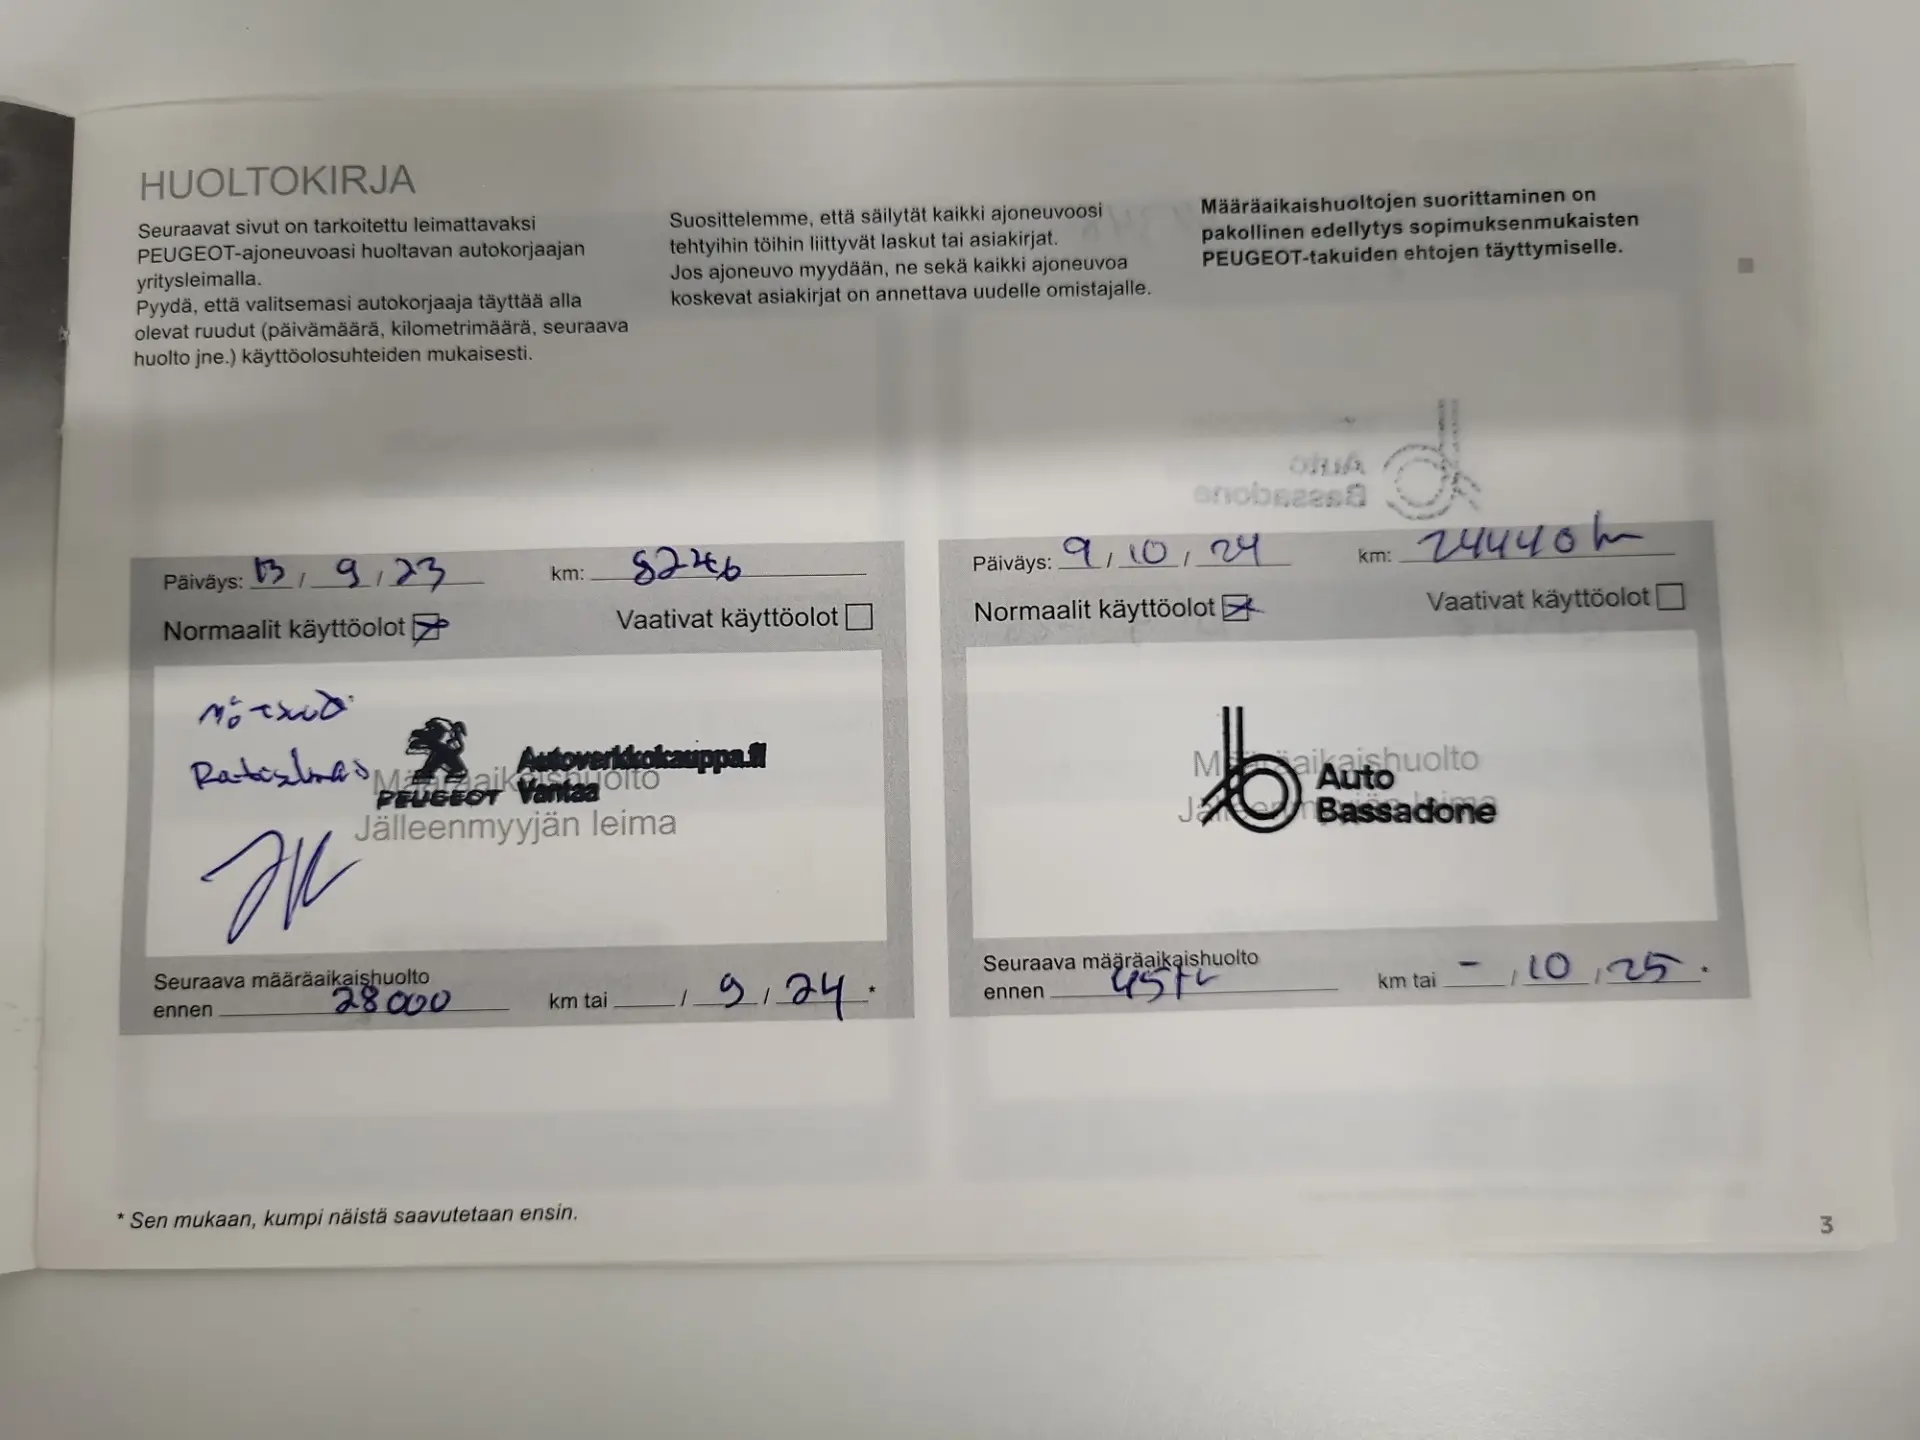 HUOLTOKIRJA
Seuraavat sivut on tarkoitettu leimattavaksi
PEUGEOT-ajoneuvoasi huoltavan autokorjaajan
yritysleimalla.
Pyydä, että valitsemasi autokorjaaja täyttää alla
olevat ruudut (päivämäärä, kilometrimäärä, seuraava
huolto jne.) käyttöolosuhteiden mukaisesti.
Suosittelemme, että säilytät kaikki ajoneuvoosi
tehtyihin töihin liittyvät laskut tai asiakirjat.
Jos ajoneuvo myydään, ne sekä kaikki ajoneuvoa
koskevat asiakirjat on annettava uudelle omistajalle.
Määräaikaishuoltojen suorittaminen on
pakollinen edellytys sopimuksenmukaisten
PEUGEOT-takuiden ehtojen täyttymiselle.
Päiväys: 13 / 9 / 23 km:
Normaalit käyttöolot Vaativat käyttöolot
Autoverkkokauppa.fi
Määräaikaishuolto
PEUGEOT Vantaa
Jälleenmyyjän leima
Seuraava määräaikaishuolto
ennen 28000 km tai / 9 / 24 *
Päiväys: 9 / 10 / 24 km: 24440 km
Normaalit käyttöolot Vaativat käyttöolot
Määräaikaishuolto
Auto
Jälleenmyyjän leima
Bassadone
Seuraava määräaikaishuolto
ennen 45 km tai - / 10 / 25 *
* Sen mukaan, kumpi näistä saavutetaan ensin.
3